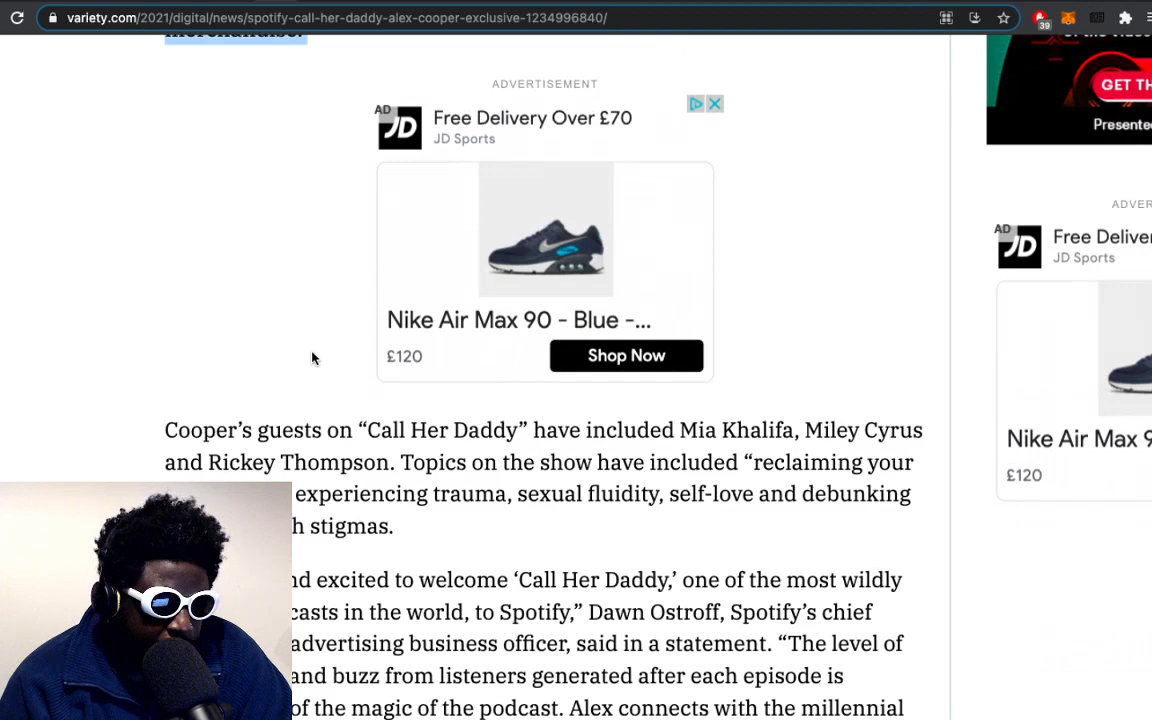 variety.com/2021/digital/news/spotify-call-her-daddy-alex-cooper-exclusive-1234996840/
39
merchandise.
ADVERTISEMENT
AD
JD
Free Delivery Over £70
JD Sports
Nike Air Max 90 - Blue -...
£120
Shop Now
Cooper’s guests on “Call Her Daddy” have included Mia Khalifa, Miley Cyrus
and Rickey Thompson. Topics on the show have included “reclaiming your
experiencing trauma, sexual fluidity, self-love and debunking
h stigmas.
nd excited to welcome ‘Call Her Daddy,’ one of the most wildly
casts in the world, to Spotify,” Dawn Ostroff, Spotify’s chief
advertising business officer, said in a statement. “The level of
and buzz from listeners generated after each episode is
of the magic of the podcast. Alex connects with the millennial
GET TH
Presente
ADVER
AD
JD
Free Delive
JD Sports
Nike Air Max 9
£120